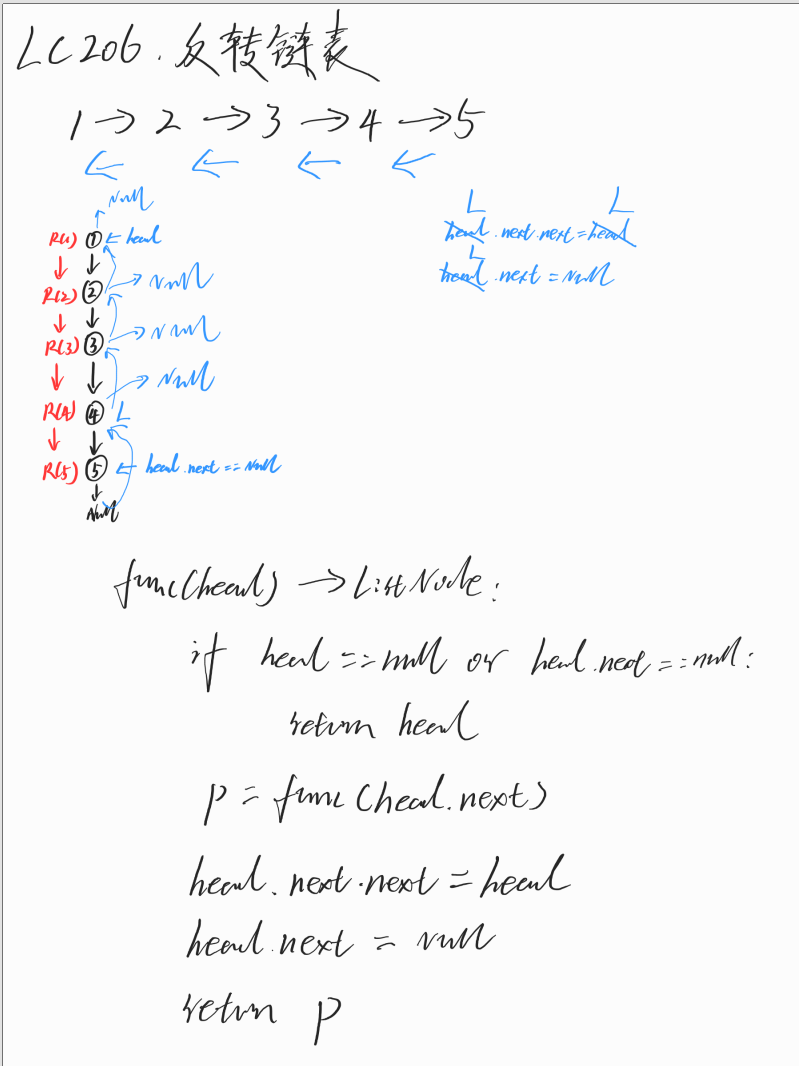 LC206.反转链表
1 → 2 → 3 → 4 → 5
← ← ← ←
Null
R(1) ① ← head
R(2) ② → Null
R(3) ③ → Null
→ Null
R(4) ④ L
R(5) ⑤ ← head.next == Null
Null
L L
head.next.next = head
L
head.next = Null
func(head) → ListNode:
if head == null or head.next == null:
return head
p = func(head.next)
head.next.next = head
head.next = Null
return p